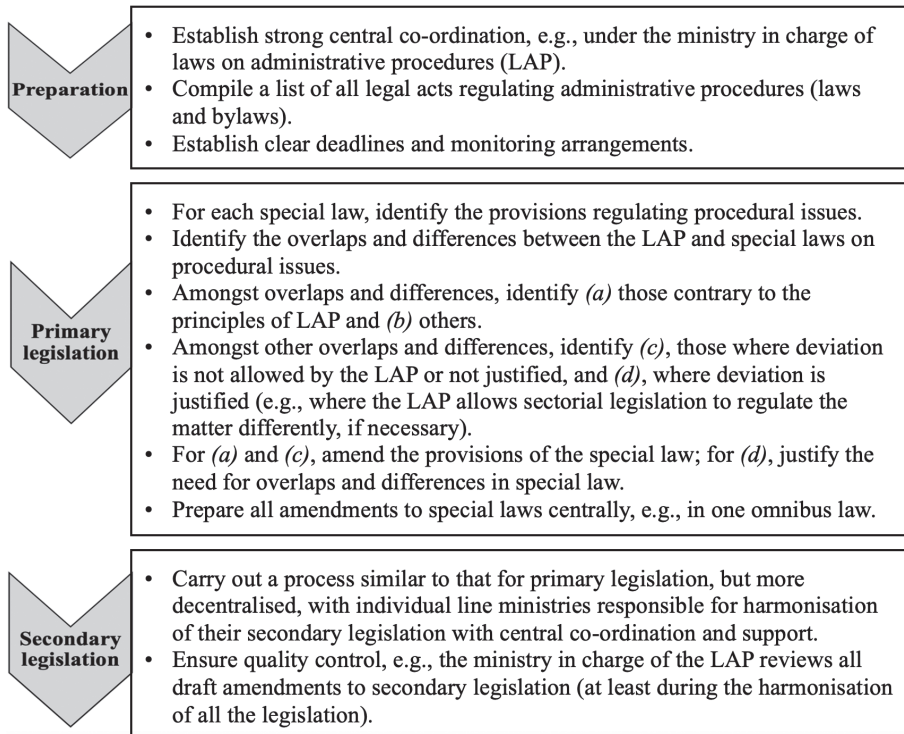 Preparation
• Establish strong central co-ordination, e.g., under the ministry in charge of
laws on administrative procedures (LAP).
• Compile a list of all legal acts regulating administrative procedures (laws
and bylaws).
• Establish clear deadlines and monitoring arrangements.
Primary
legislation
• For each special law, identify the provisions regulating procedural issues.
• Identify the overlaps and differences between the LAP and special laws on
procedural issues.
• Amongst overlaps and differences, identify (a) those contrary to the
principles of LAP and (b) others.
• Amongst other overlaps and differences, identify (c), those where deviation
is not allowed by the LAP or not justified, and (d), where deviation is
justified (e.g., where the LAP allows sectorial legislation to regulate the
matter differently, if necessary).
• For (a) and (c), amend the provisions of the special law; for (d), justify the
need for overlaps and differences in special law.
• Prepare all amendments to special laws centrally, e.g., in one omnibus law.
Secondary
legislation
• Carry out a process similar to that for primary legislation, but more
decentralised, with individual line ministries responsible for harmonisation
of their secondary legislation with central co-ordination and support.
• Ensure quality control, e.g., the ministry in charge of the LAP reviews all
draft amendments to secondary legislation (at least during the harmonisation
of all the legislation).